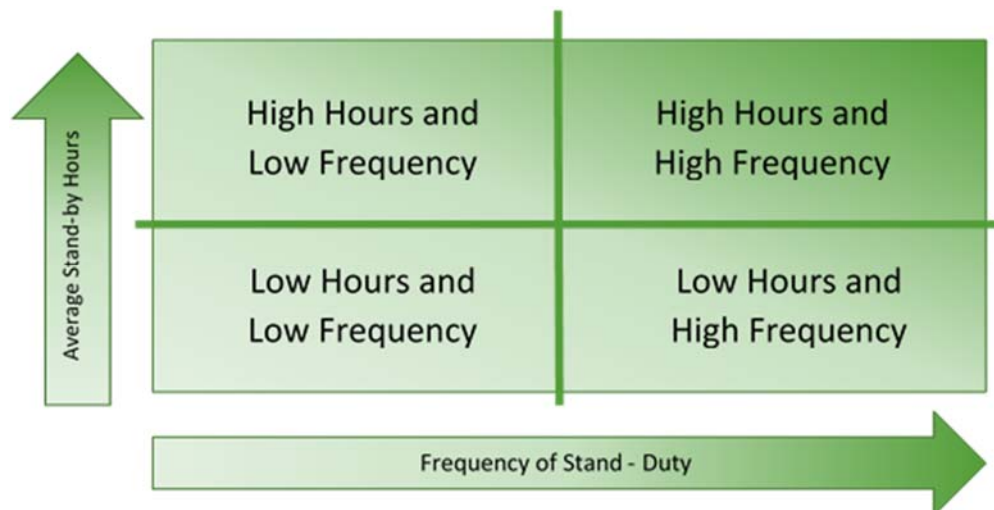 High Hours and
Low Frequency
High Hours and
High Frequency
Average Stand-by Hours
Low Hours and
Low Frequency
Low Hours and
High Frequency
Frequency of Stand - Duty